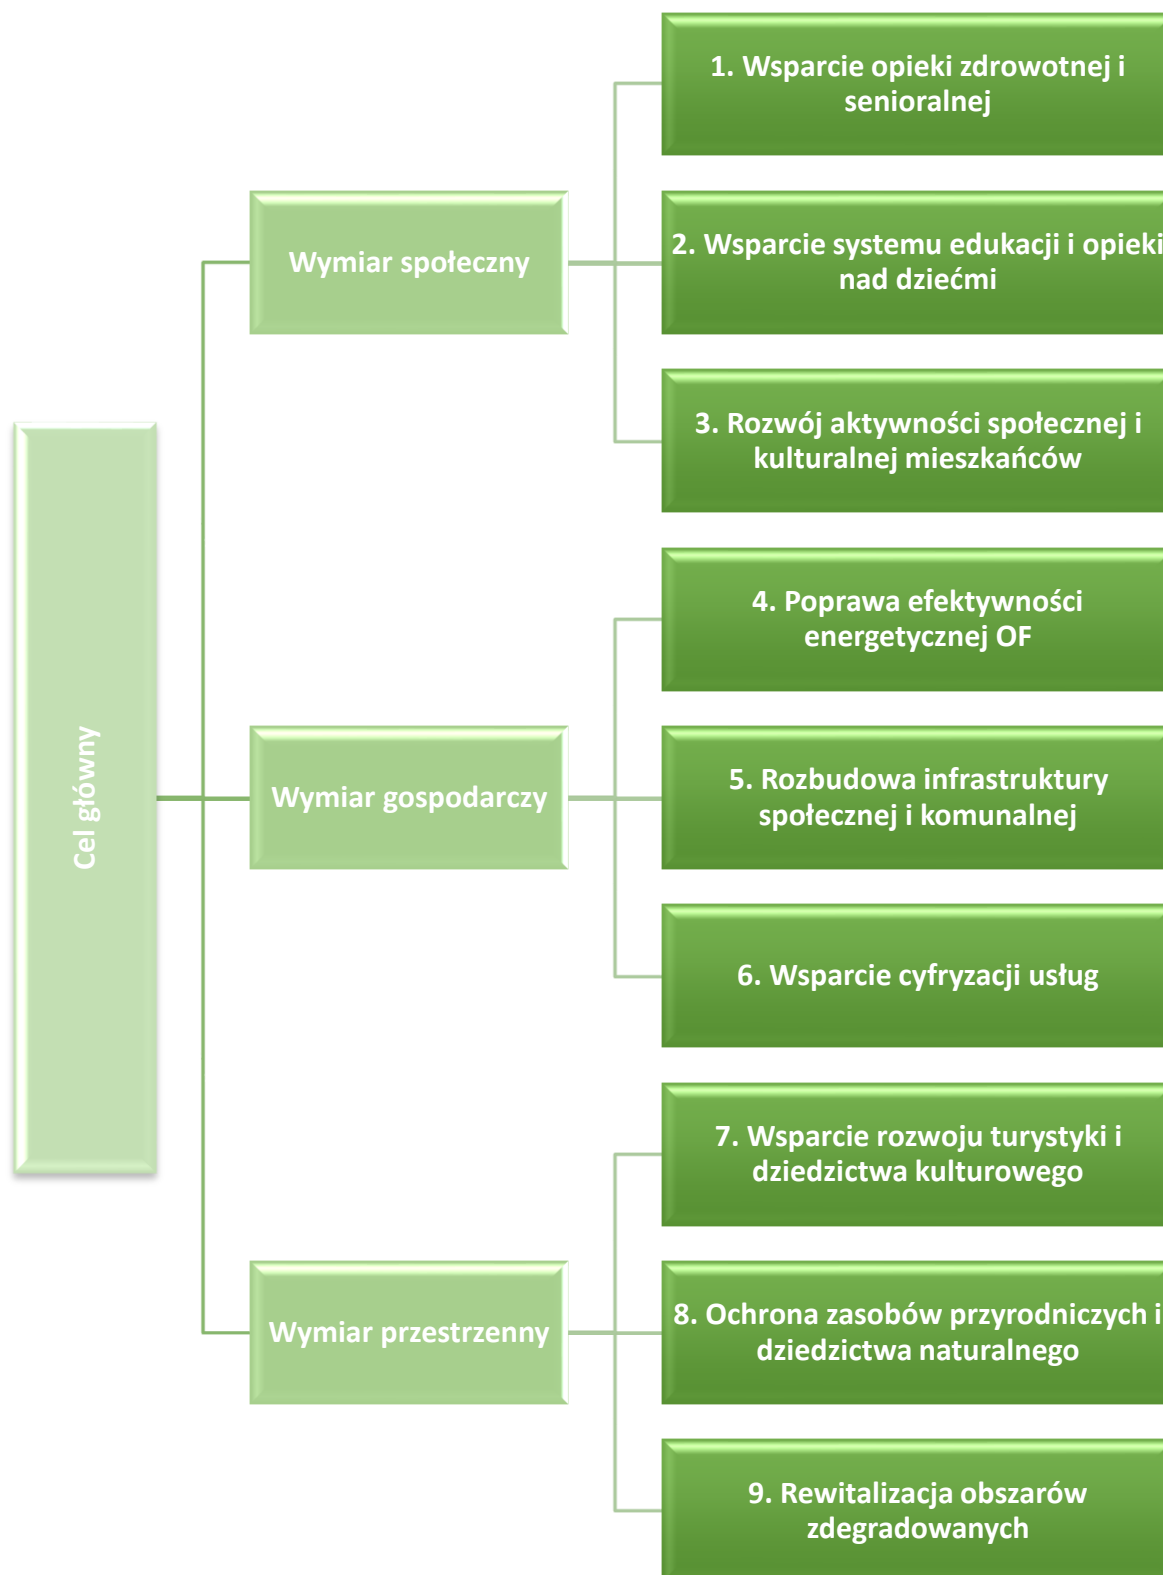 Cel główny
Wymiar społeczny
1. Wsparcie opieki zdrowotnej i
senioralnej
2. Wsparcie systemu edukacji i opieki
nad dziećmi
3. Rozwój aktywności społecznej i
kulturalnej mieszkańców
Wymiar gospodarczy
4. Poprawa efektywności
energetycznej OF
5. Rozbudowa infrastruktury
społecznej i komunalnej
6. Wsparcie cyfryzacji usług
Wymiar przestrzenny
7. Wsparcie rozwoju turystyki i
dziedzictwa kulturowego
8. Ochrona zasobów przyrodniczych i
dziedzictwa naturalnego
9. Rewitalizacja obszarów
zdegradowanych